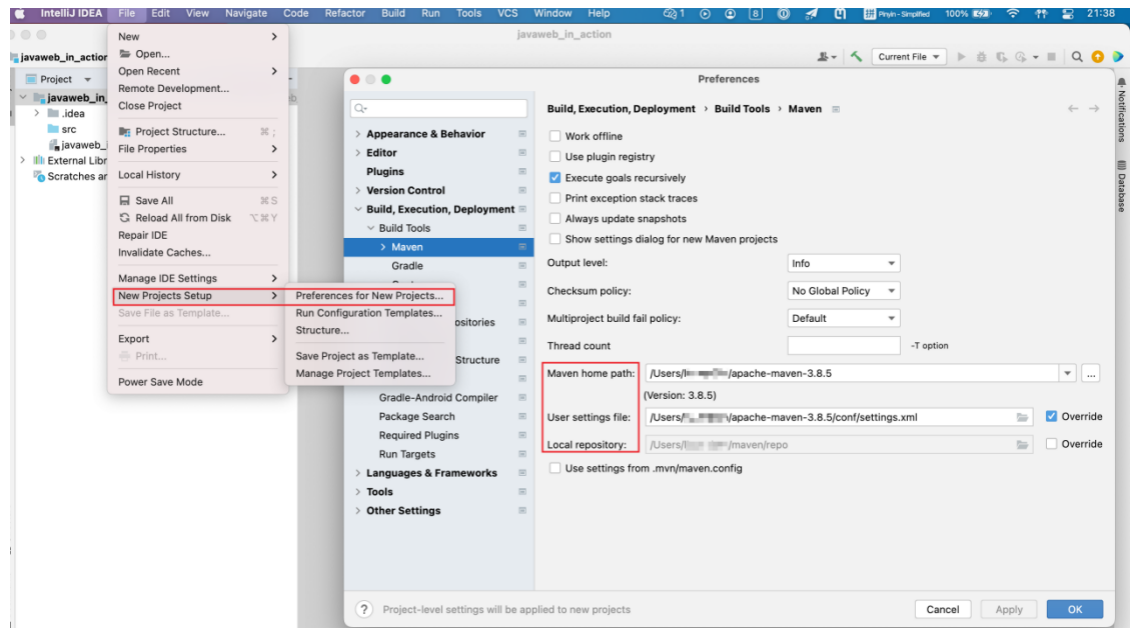 IntelliJ IDEA File Edit View Navigate Code Refactor Build Run Tools VCS Window Help 1 8 Pinyin - Simplified 100% 21:38
javaweb_in_action
javaweb_in_action
Current File
Project
javaweb_in_
.idea
src
javaweb_
External Libr
Scratches ar
Notifications
Database
New
Open...
Open Recent
Remote Development...
Close Project
Project Structure... ⌘ ;
File Properties
Local History
Save All ⌘ S
Reload All from Disk ⌥⌘Y
Repair IDE
Invalidate Caches...
Manage IDE Settings
New Projects Setup
Save File as Template...
Export
Print...
Power Save Mode
Preferences for New Projects...
Run Configuration Templates...
Structure...
Save Project as Template...
Manage Project Templates...
Preferences
Appearance & Behavior
Editor
Plugins
Version Control
Build, Execution, Deployment
Build Tools
Maven
Gradle
ositories
Structure
Gradle-Android Compiler
Package Search
Required Plugins
Run Targets
Languages & Frameworks
Tools
Other Settings
Build, Execution, Deployment › Build Tools › Maven
Work offline
Use plugin registry
Execute goals recursively
Print exception stack traces
Always update snapshots
Show settings dialog for new Maven projects
Output level: Info
Checksum policy: No Global Policy
Multiproject build fail policy: Default
Thread count -T option
Maven home path: /Users/ /apache-maven-3.8.5 ...
(Version: 3.8.5)
User settings file: /Users/ /apache-maven-3.8.5/conf/settings.xml Override
Local repository: /Users/ /maven/repo Override
Use settings from .mvn/maven.config
? Project-level settings will be applied to new projects
Cancel Apply OK